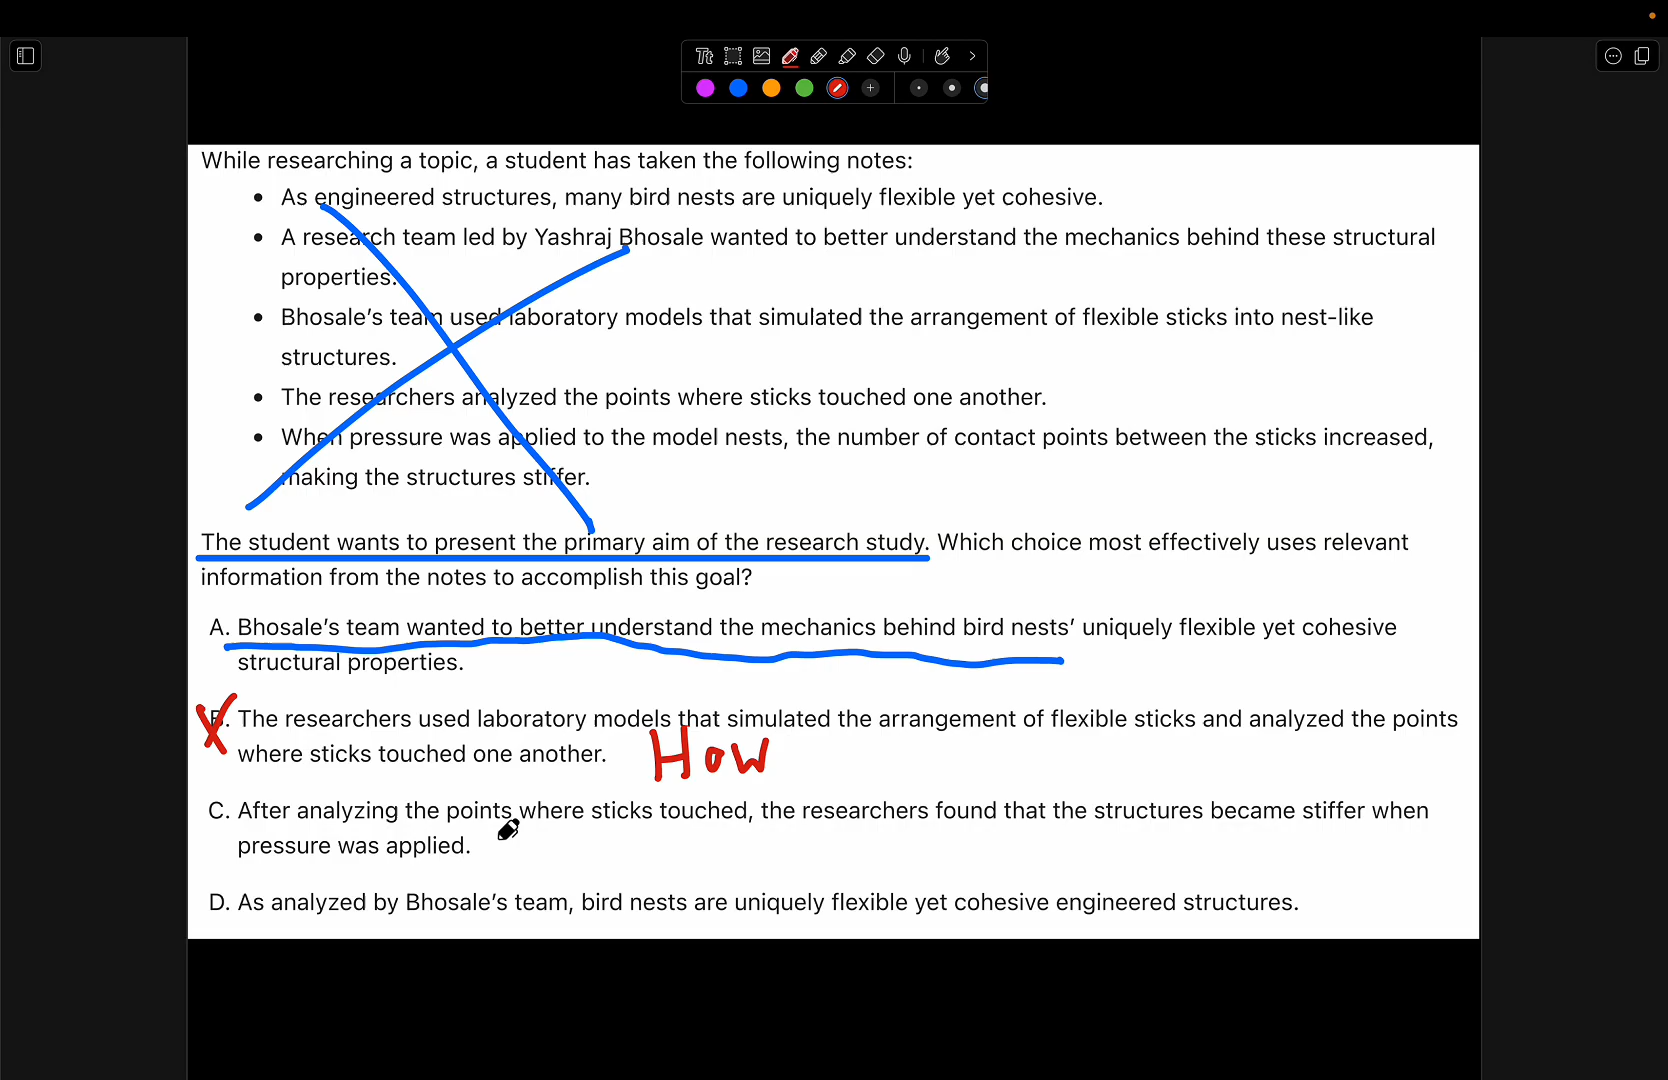 Tt
While researching a topic, a student has taken the following notes:
• As engineered structures, many bird nests are uniquely flexible yet cohesive.
• A research team led by Yashraj Bhosale wanted to better understand the mechanics behind these structural
properties.
• Bhosale’s team used laboratory models that simulated the arrangement of flexible sticks into nest-like
structures.
• The researchers analyzed the points where sticks touched one another.
• When pressure was applied to the model nests, the number of contact points between the sticks increased,
making the structures stiffer.
The student wants to present the primary aim of the research study. Which choice most effectively uses relevant
information from the notes to accomplish this goal?
A. Bhosale’s team wanted to better understand the mechanics behind bird nests’ uniquely flexible yet cohesive
structural properties.
B. The researchers used laboratory models that simulated the arrangement of flexible sticks and analyzed the points
where sticks touched one another.
How
C. After analyzing the points where sticks touched, the researchers found that the structures became stiffer when
pressure was applied.
D. As analyzed by Bhosale’s team, bird nests are uniquely flexible yet cohesive engineered structures.